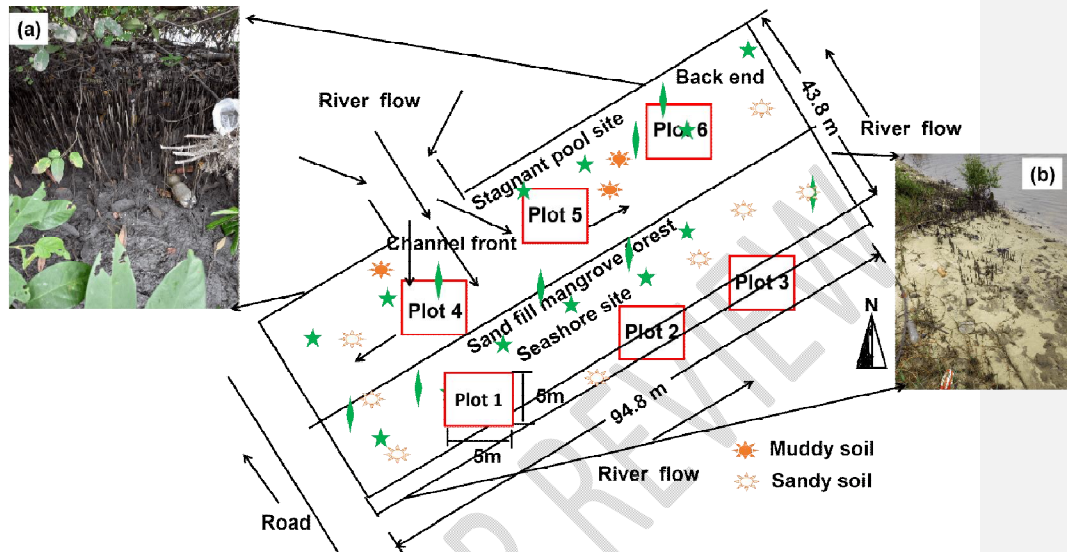 (a)
River flow
Back end
43.8 m
River flow
Stagnant pool site
Plot 6
(b)
Plot 5
Channel front
Sand fill mangrove forest
Plot 4
Seashore site
Plot 3
Plot 2
N
Plot 1
5m
5m
94.8 m
River flow
Muddy soil
Sandy soil
Road
R REVIEW